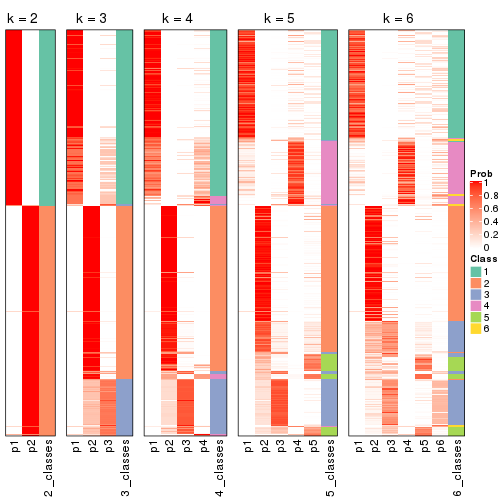 k = 2
k = 3
k = 4
k = 5
k = 6
Prob
1
0.8
0.6
0.4
0.2
0
Class
1
2
3
4
5
6
p1
p2
2_classes
p1
p2
p3
3_classes
p1
p2
p3
p4
4_classes
p1
p2
p3
p4
p5
5_classes
p1
p2
p3
p4
p5
p6
6_classes